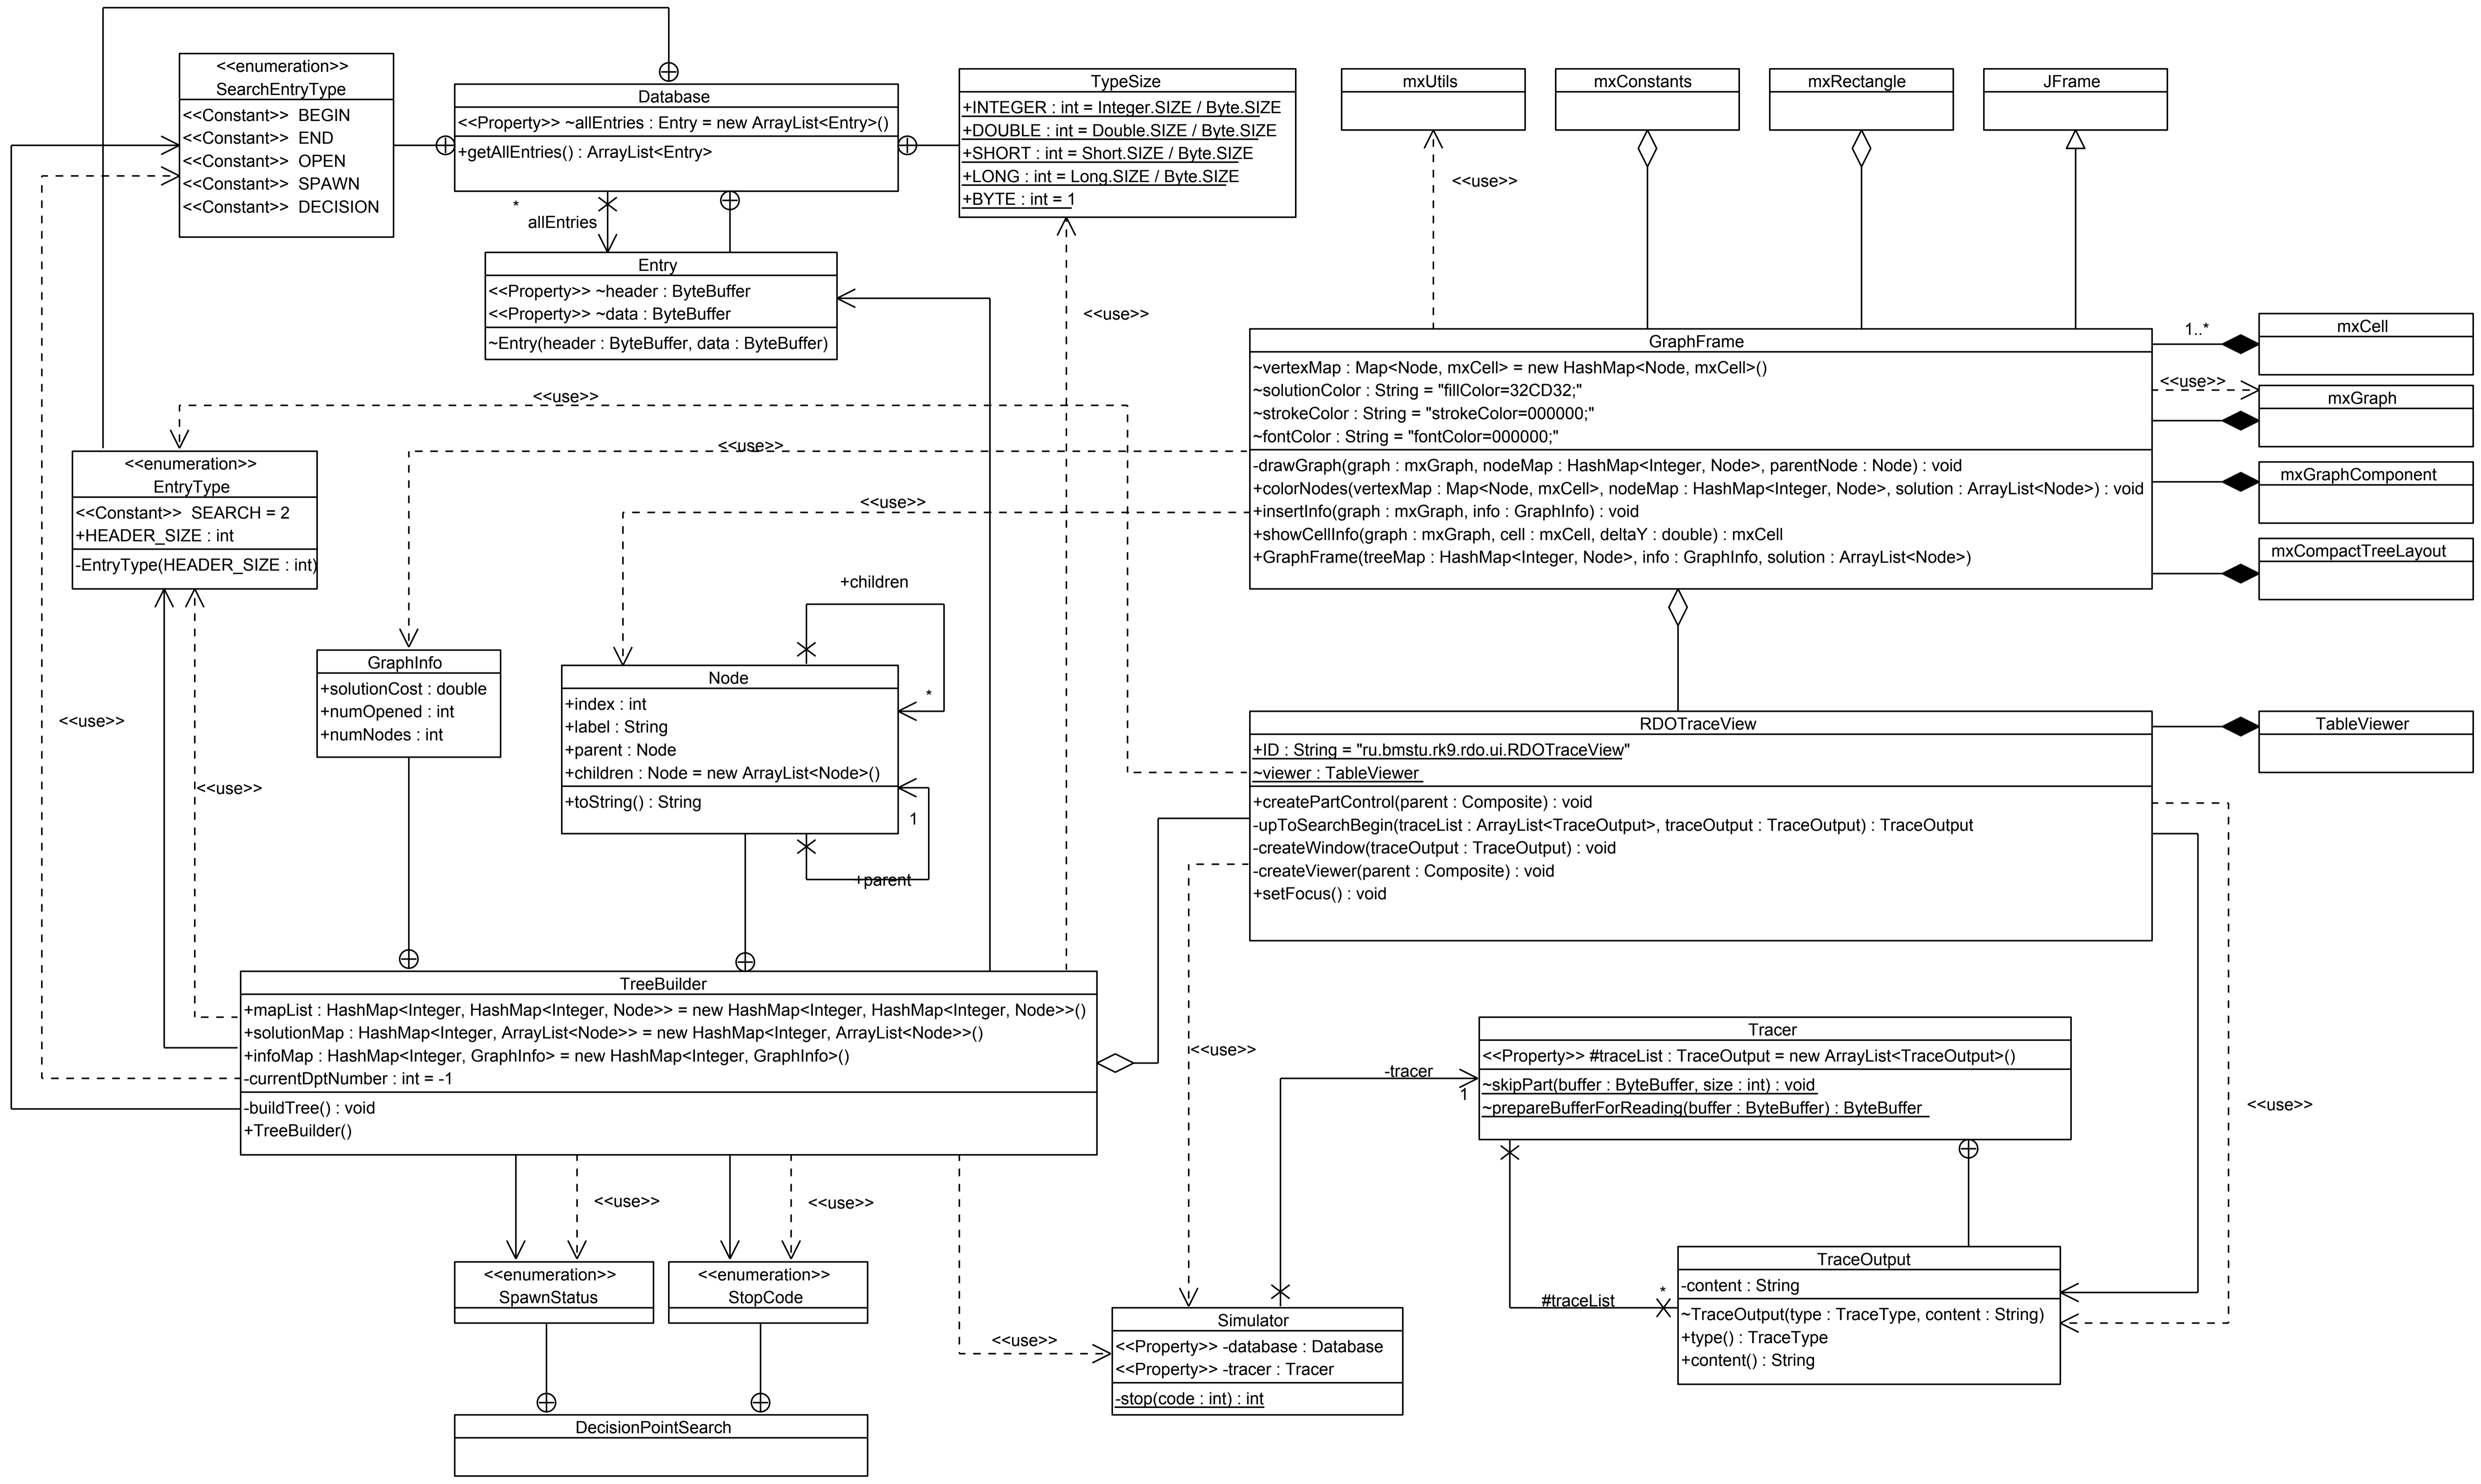 <<enumeration>>
SearchEntryType
<<Constant>> BEGIN
<<Constant>> END
<<Constant>> OPEN
<<Constant>> SPAWN
<<Constant>> DECISION
Database
<<Property>> ~allEntries : Entry = new ArrayList<Entry>()
+getAllEntries() : ArrayList<Entry>
TypeSize
+INTEGER : int = Integer.SIZE / Byte.SIZE
+DOUBLE : int = Double.SIZE / Byte.SIZE
+SHORT : int = Short.SIZE / Byte.SIZE
+LONG : int = Long.SIZE / Byte.SIZE
+BYTE : int = 1
mxUtils
mxConstants
mxRectangle
JFrame
<<use>>
*
allEntries
Entry
<<Property>> ~header : ByteBuffer
<<Property>> ~data : ByteBuffer
~Entry(header : ByteBuffer, data : ByteBuffer)
<<use>>
GraphFrame
~vertexMap : Map<Node, mxCell> = new HashMap<Node, mxCell>()
~solutionColor : String = "fillColor=32CD32;"
~strokeColor : String = "strokeColor=000000;"
~fontColor : String = "fontColor=000000;"
-drawGraph(graph : mxGraph, nodeMap : HashMap<Integer, Node>, parentNode : Node) : void
+colorNodes(vertexMap : Map<Node, mxCell>, nodeMap : HashMap<Integer, Node>, solution : ArrayList<Node>) : void
+insertInfo(graph : mxGraph, info : GraphInfo) : void
+showCellInfo(graph : mxGraph, cell : mxCell, deltaY : double) : mxCell
+GraphFrame(treeMap : HashMap<Integer, Node>, info : GraphInfo, solution : ArrayList<Node>)
1..*
mxCell
<<use>>
mxGraph
mxGraphComponent
mxCompactTreeLayout
<<use>>
<<use>>
<<use>>
<<enumeration>>
EntryType
<<Constant>> SEARCH = 2
+HEADER_SIZE : int
-EntryType(HEADER_SIZE : int)
+children
*
GraphInfo
+solutionCost : double
+numOpened : int
+numNodes : int
Node
+index : int
+label : String
+parent : Node
+children : Node = new ArrayList<Node>()
+toString() : String
1
+parent
<<use>>
<<use>>
RDOTraceView
+ID : String = "ru.bmstu.rk9.rdo.ui.RDOTraceView"
~viewer : TableViewer
+createPartControl(parent : Composite) : void
-upToSearchBegin(traceList : ArrayList<TraceOutput>, traceOutput : TraceOutput) : TraceOutput
-createWindow(traceOutput : TraceOutput) : void
-createViewer(parent : Composite) : void
+setFocus() : void
TableViewer
TreeBuilder
+mapList : HashMap<Integer, HashMap<Integer, Node>> = new HashMap<Integer, HashMap<Integer, Node>>()
+solutionMap : HashMap<Integer, ArrayList<Node>> = new HashMap<Integer, ArrayList<Node>>()
+infoMap : HashMap<Integer, GraphInfo> = new HashMap<Integer, GraphInfo>()
-currentDptNumber : int = -1
-buildTree() : void
+TreeBuilder()
<<use>>
-tracer
1
Tracer
<<Property>> #traceList : TraceOutput = new ArrayList<TraceOutput>()
~skipPart(buffer : ByteBuffer, size : int) : void
~prepareBufferForReading(buffer : ByteBuffer) : ByteBuffer
<<use>>
<<use>>
<<use>>
<<enumeration>>
SpawnStatus
<<enumeration>>
StopCode
#traceList
*
TraceOutput
-content : String
~TraceOutput(type : TraceType, content : String)
+type() : TraceType
+content() : String
<<use>>
Simulator
<<Property>> -database : Database
<<Property>> -tracer : Tracer
-stop(code : int) : int
DecisionPointSearch